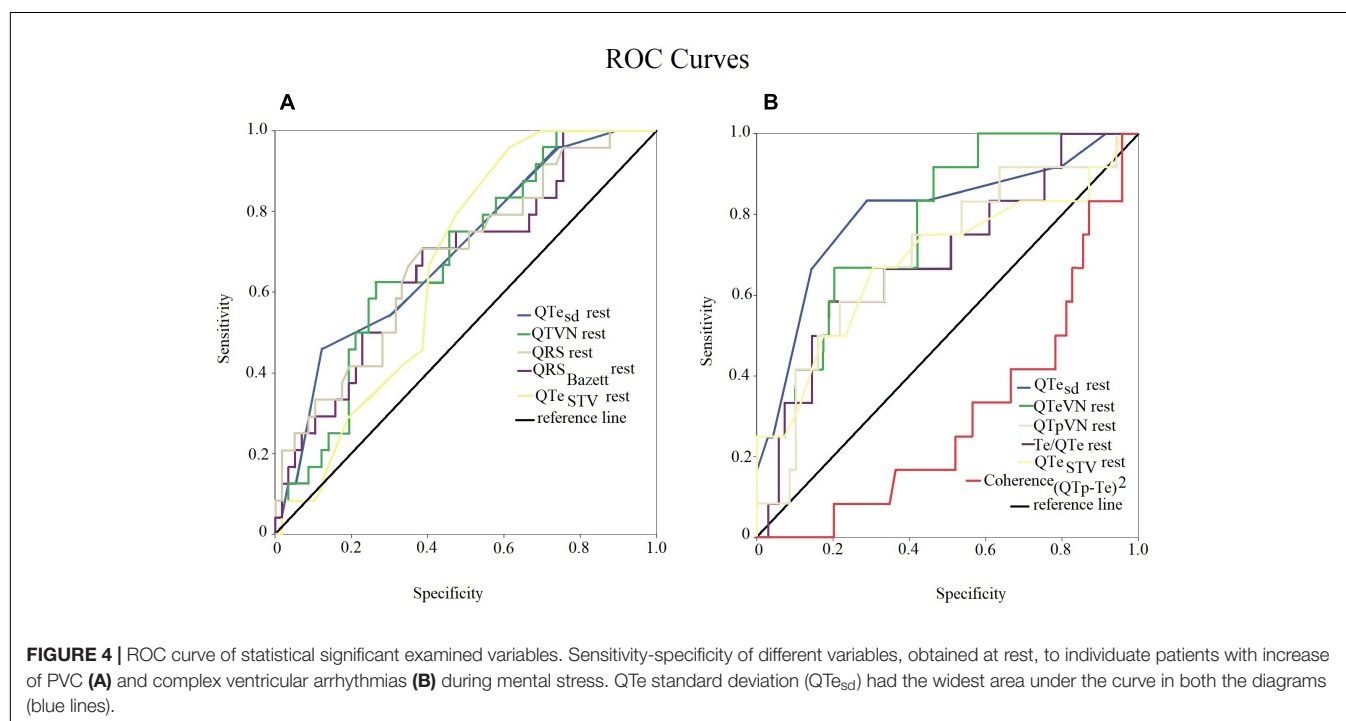 ROC Curves
A
1.0
0.8
0.6
0.4
0.2
0
Sensitivity
0
0.2
0.4
0.6
0.8
1.0
Specificity
QTesd rest
QTVN rest
QRS rest
QRSBazett rest
QTeSTV rest
reference line
B
1.0
0.8
0.6
0.4
0.2
0
Sensitivity
0
0.2
0.4
0.6
0.8
1.0
Specificity
QTesd rest
QTeVN rest
QTpVN rest
Te/QTe rest
QTeSTV rest
Coherence(QTp-Te)2
reference line
FIGURE 4 | ROC curve of statistical significant examined variables. Sensitivity-specificity of different variables, obtained at rest, to individuate patients with increase
of PVC (A) and complex ventricular arrhythmias (B) during mental stress. QTe standard deviation (QTesd) had the widest area under the curve in both the diagrams
(blue lines).